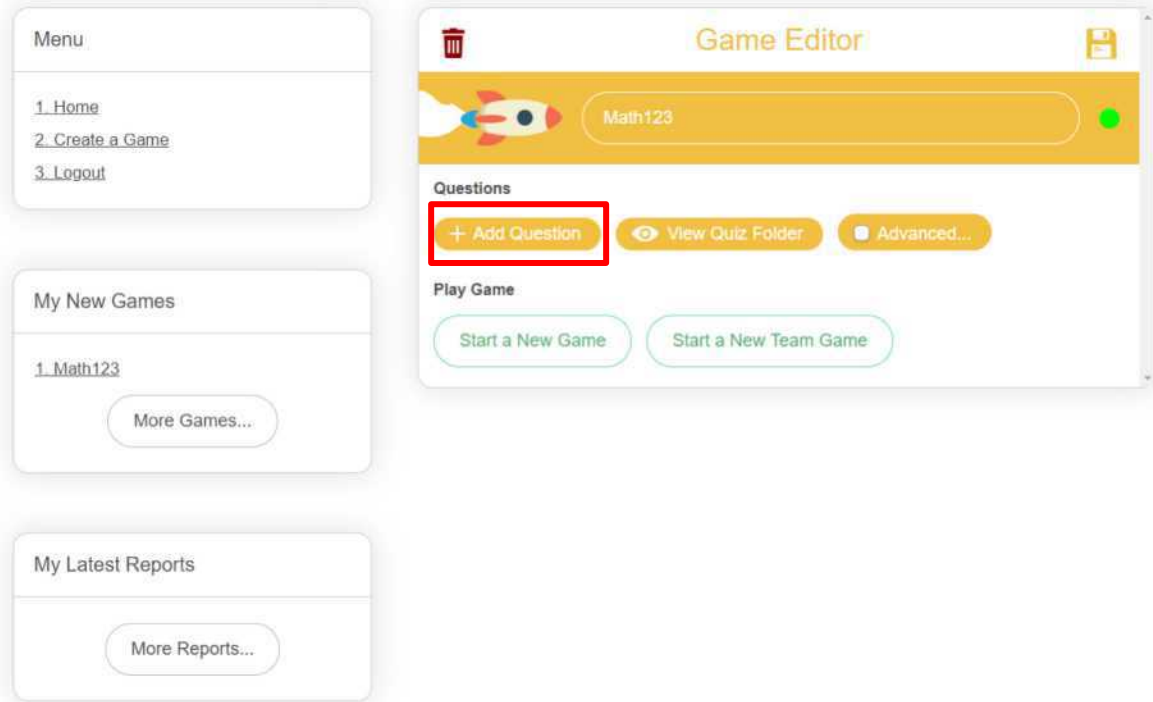 Menu
1. Home
2. Create a Game
3. Logout
My New Games
1. Math123
More Games...
My Latest Reports
More Reports...
Game Editor
Math123
Questions
+ Add Question
View Quiz Folder
Advanced...
Play Game
Start a New Game
Start a New Team Game